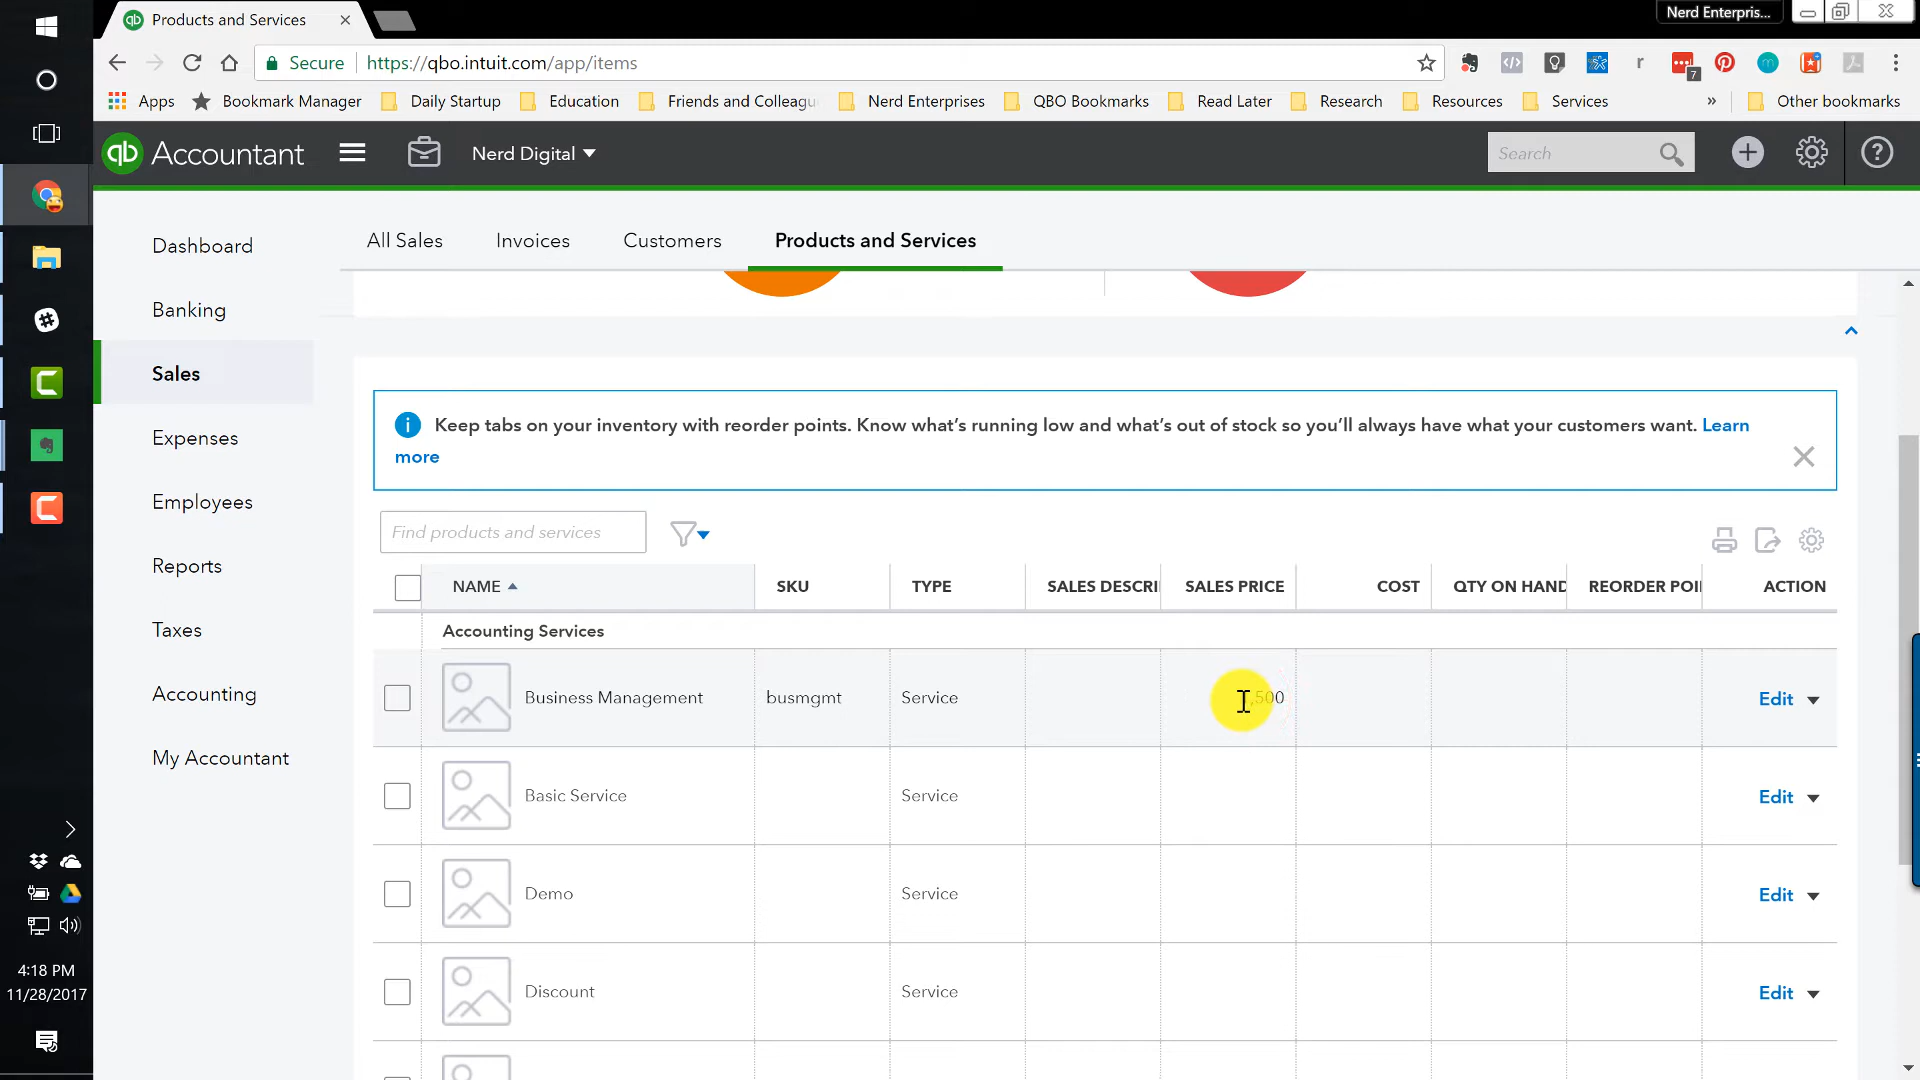 Products and Services
Nerd Enterpris...
Secure
https://qbo.intuit.com/app/items
7
Apps
Bookmark Manager
Daily Startup
Education
Friends and Colleagu
Nerd Enterprises
QBO Bookmarks
Read Later
Research
Resources
Services
»
Other bookmarks
qb Accountant
Nerd Digital
Search
Dashboard
Banking
Sales
Expenses
Employees
Reports
Taxes
Accounting
My Accountant
All Sales
Invoices
Customers
Products and Services
Keep tabs on your inventory with reorder points. Know what's running low and what's out of stock so you'll always have what your customers want. Learn
more
Find products and services
NAME SKU TYPE SALES DESCRI SALES PRICE COST QTY ON HAND REORDER POI ACTION
Accounting Services
Business Management busmgmt Service ,500 Edit
Basic Service Service Edit
Demo Service Edit
Discount Service Edit
4:18 PM
11/28/2017